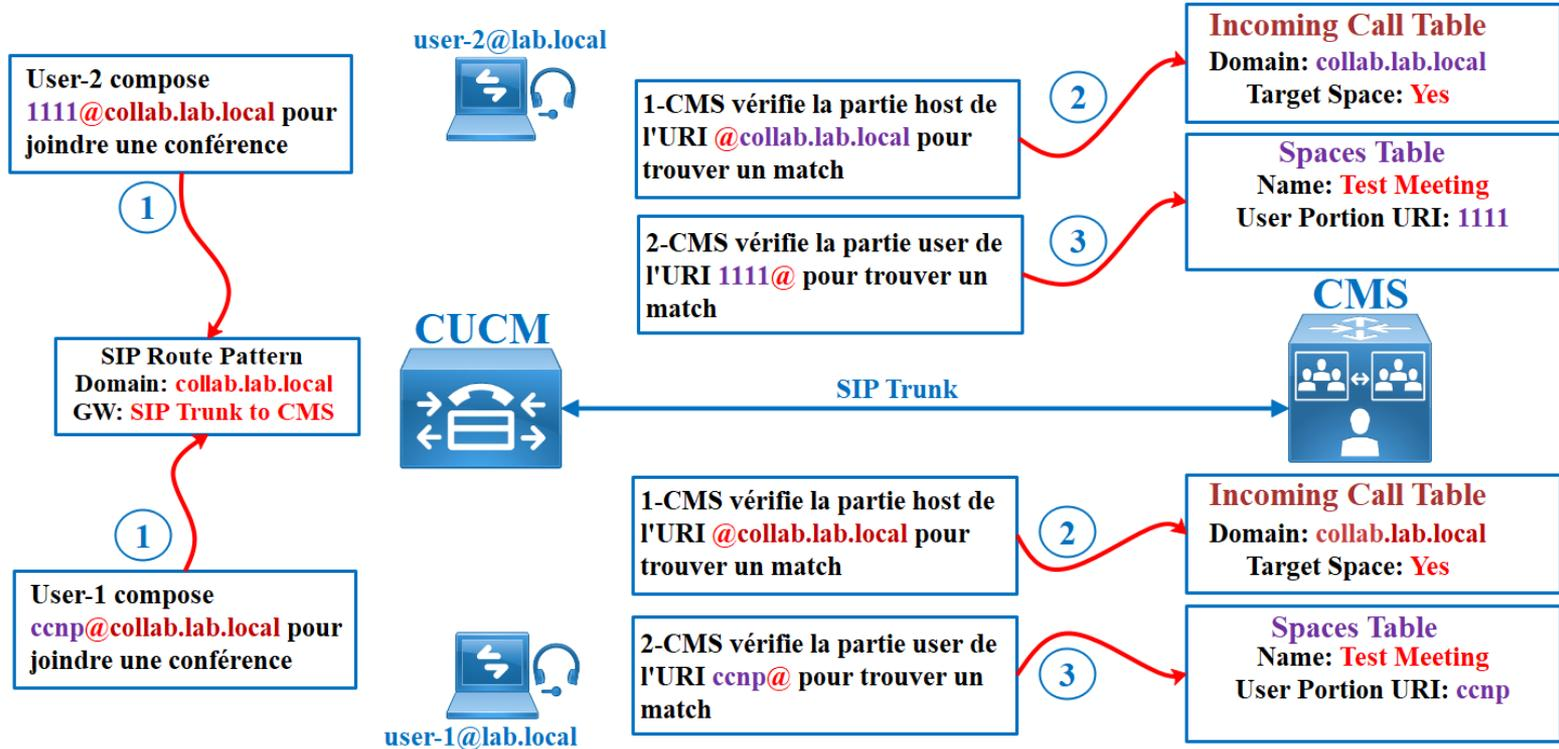 user-2@lab.local
User-2 compose
1111@collab.lab.local pour
joindre une conférence
1
1-CMS vérifie la partie host de
l'URI @collab.lab.local pour
trouver un match
2
Incoming Call Table
Domain: collab.lab.local
Target Space: Yes
2-CMS vérifie la partie user de
l'URI 1111@ pour trouver un
match
3
Spaces Table
Name: Test Meeting
User Portion URI: 1111
SIP Route Pattern
Domain: collab.lab.local
GW: SIP Trunk to CMS
CUCM
SIP Trunk
CMS
1
User-1 compose
ccnp@collab.lab.local pour
joindre une conférence
1-CMS vérifie la partie host de
l'URI @collab.lab.local pour
trouver un match
2
Incoming Call Table
Domain: collab.lab.local
Target Space: Yes
2-CMS vérifie la partie user de
l'URI ccnp@ pour trouver un
match
3
Spaces Table
Name: Test Meeting
User Portion URI: ccnp
user-1@lab.local